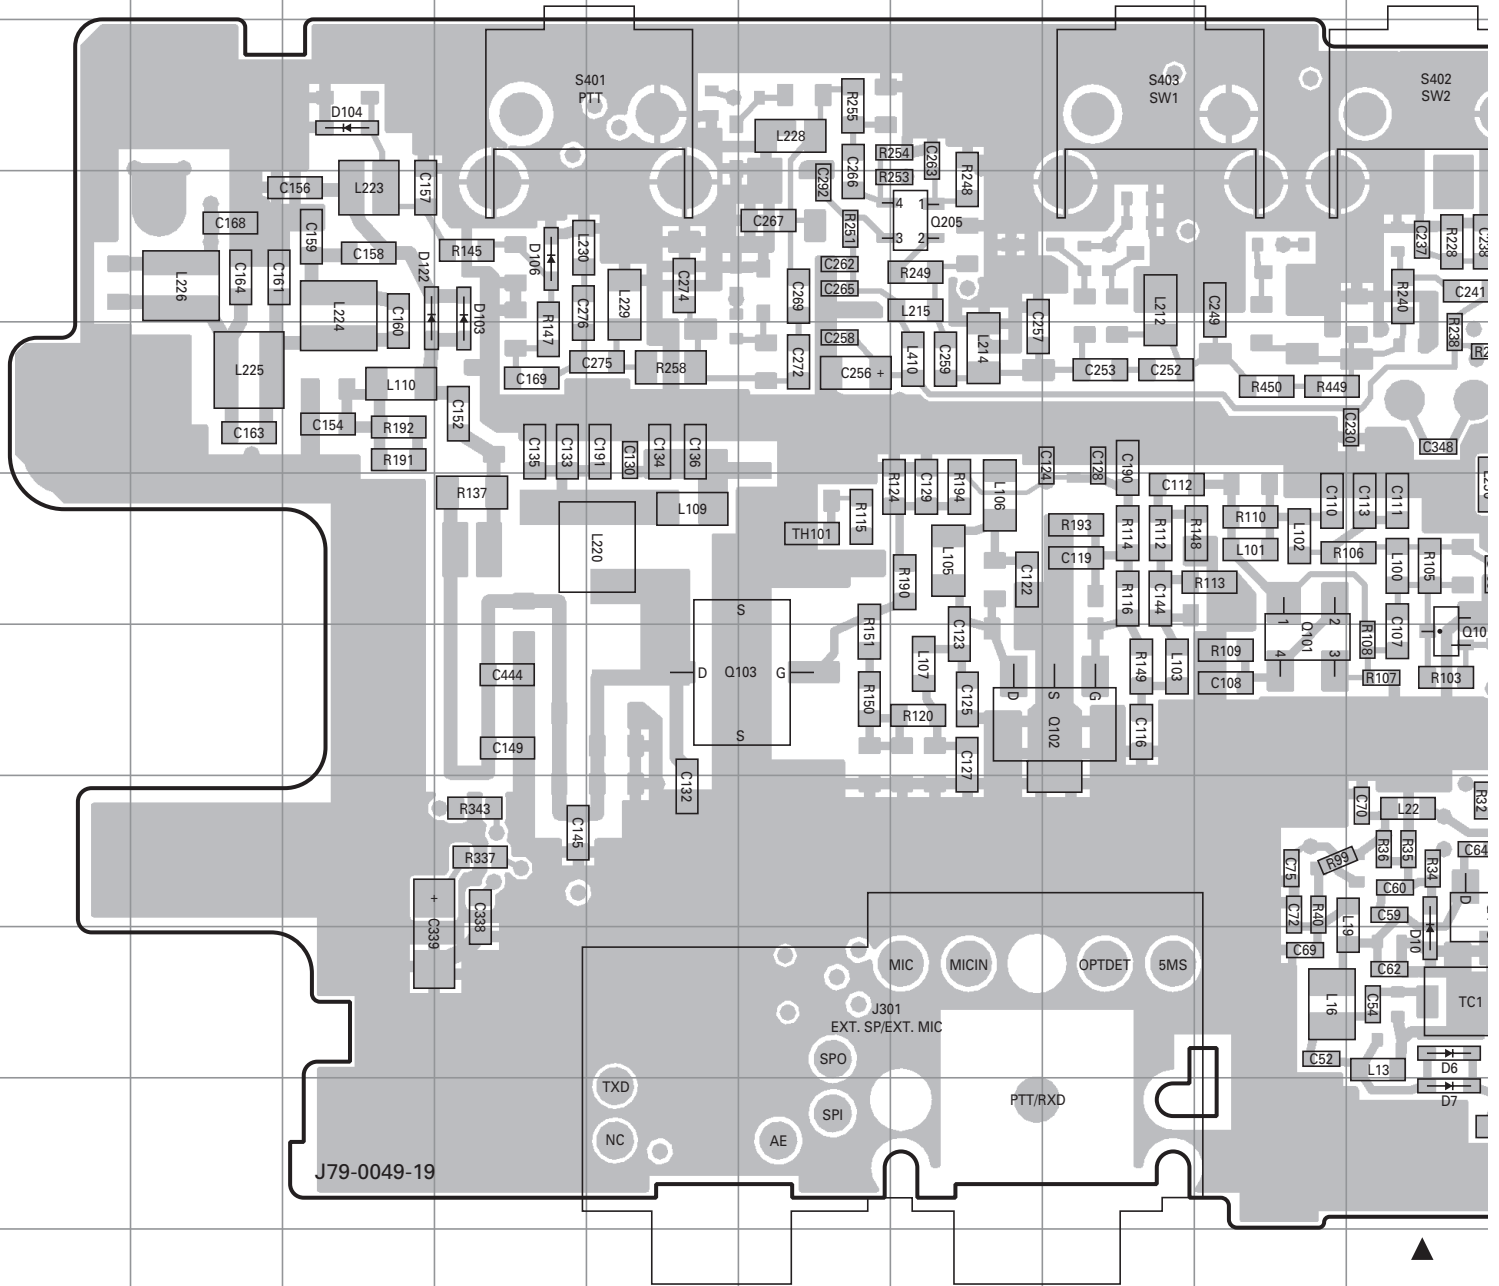 S401
PTT
S403
SW1
S402
SW2
D104
R255
L228
R254
C263
C266
R253
C292
R248
C156
L223
C157
4 1
Q205
3 2
C168
C159
C267
R251
C237
R228
C238
C158
R145
D106
L230
D122
C262
L226
C164
C161
C274
R249
C265
C269
R240
C241
L224
C160
D103
R147
C276
L229
L215
C257
L212
C249
R238
C258
L225
C275
R258
C272
C256 +
L410
C259
L214
C169
L110
C253
C252
R450
R449
C152
C154
R192
C163
C230
C348
R191
C135
C133
C191
C130
C134
C136
C124
C128
C190
R137
L109
R124
C129
R194
L106
C112
C110
C113
C111
TH101
R115
R193
R114
R112
R148
R110
L102
L220
L105
C119
L101
R106
L100
R105
R190
C122
R116
C144
R113
S
R151
C123
1
Q101
2
R108
C107
Q10
D
Q103
G
L107
R149
L103
R109
4
3
C444
R150
C125
D
S
G
C108
R107
R103
R120
Q102
C116
S
C149
C127
C132
R343
C145
C70
L22
R32
R36
R35
C64
R337
C75
R99
R34
+
C339
C338
C60
D
C72
R40
L19
C59
D10
C69
MIC
MICIN
OPTDET
5MS
C62
J301
EXT. SP/EXT. MIC
L16
C54
TC1
SPO
C52
L13
D6
TXD
PTT/RXD
D7
SPI
NC
AE
J79-0049-19